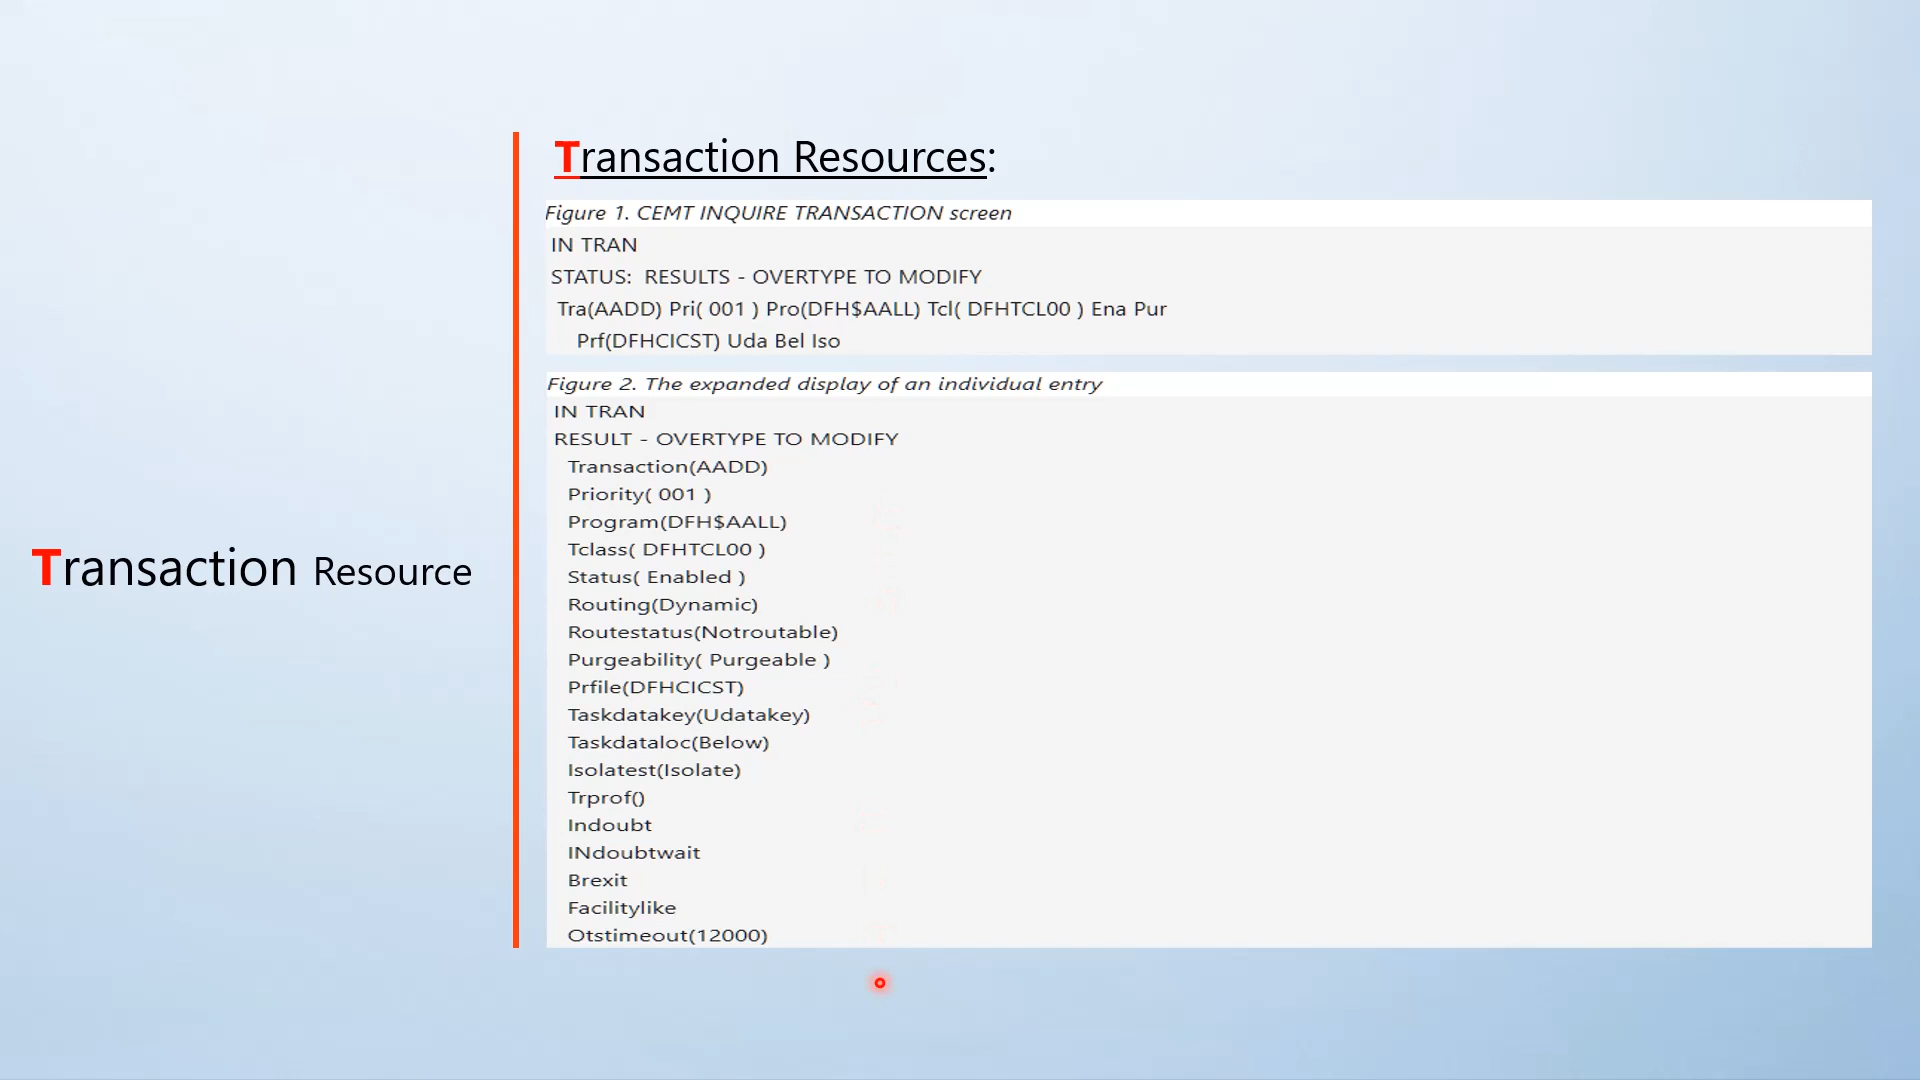 Transaction Resource
Transaction Resources:
Figure 1. CEMT INQUIRE TRANSACTION screen
IN TRAN
STATUS: RESULTS - OVERTYPE TO MODIFY
Tra(AADD) Pri( 001 ) Pro(DFH$AALL) Tcl( DFHTCL00 ) Ena Pur
Prf(DFHCICST) Uda Bel Iso
Figure 2. The expanded display of an individual entry
IN TRAN
RESULT - OVERTYPE TO MODIFY
Transaction(AADD)
Priority( 001 )
Program(DFH$AALL)
Tclass( DFHTCL00 )
Status( Enabled )
Routing(Dynamic)
Routestatus(Notroutable)
Purgeability( Purgeable )
Prfile(DFHCICST)
Taskdatakey(Udatakey)
Taskdataloc(Below)
Isolatest(Isolate)
Trprof()
Indoubt
INdoubtwait
Brexit
Facilitylike
Otstimeout(12000)